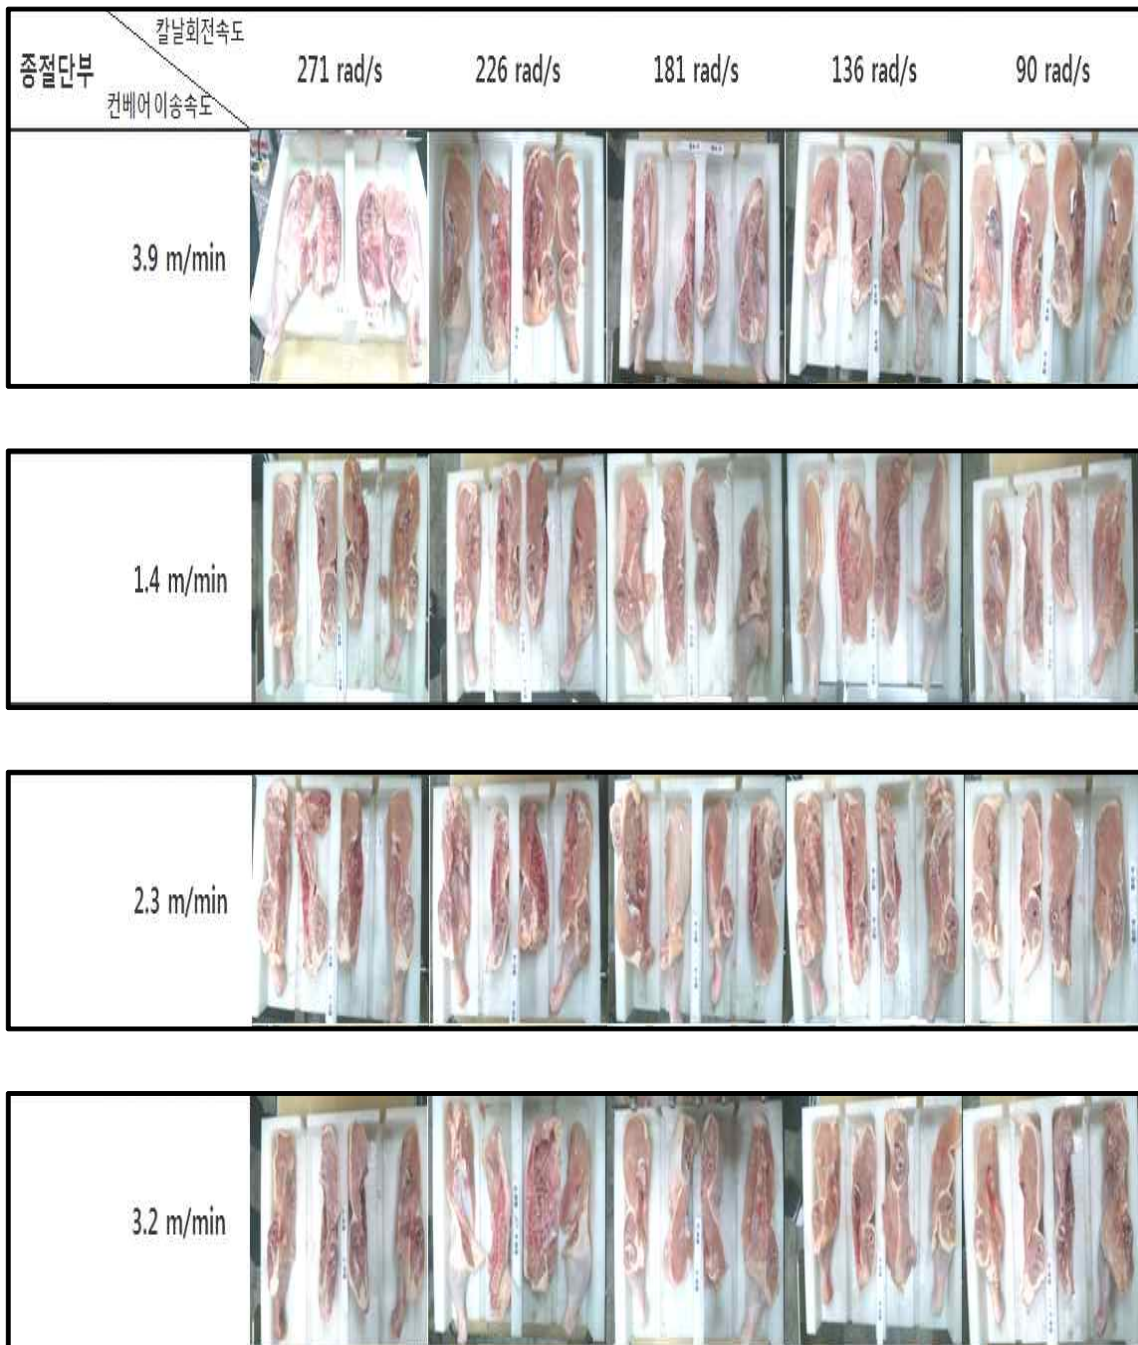 칼날회전속도
종절단부
컨베어 이송속도
271 rad/s 226 rad/s 181 rad/s 136 rad/s 90 rad/s
3.9 m/min
1.4 m/min
2.3 m/min
3.2 m/min